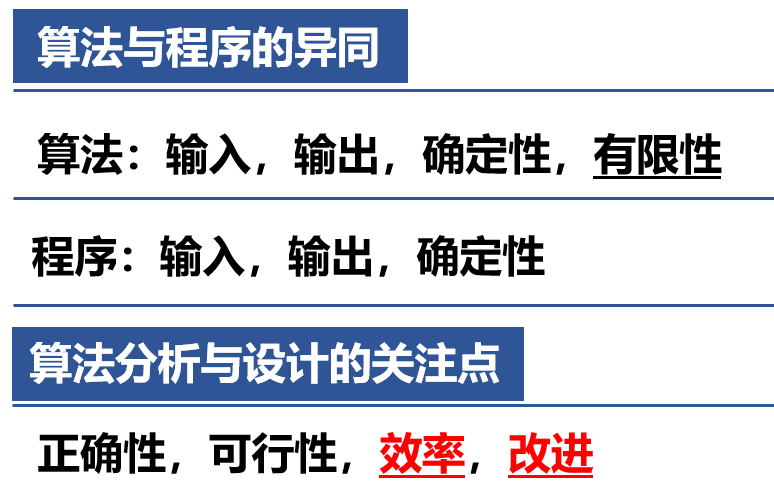 算法与程序的异同
算法：输入，输出，确定性，有限性
程序：输入，输出，确定性
算法分析与设计的关注点
正确性，可行性，效率，改进